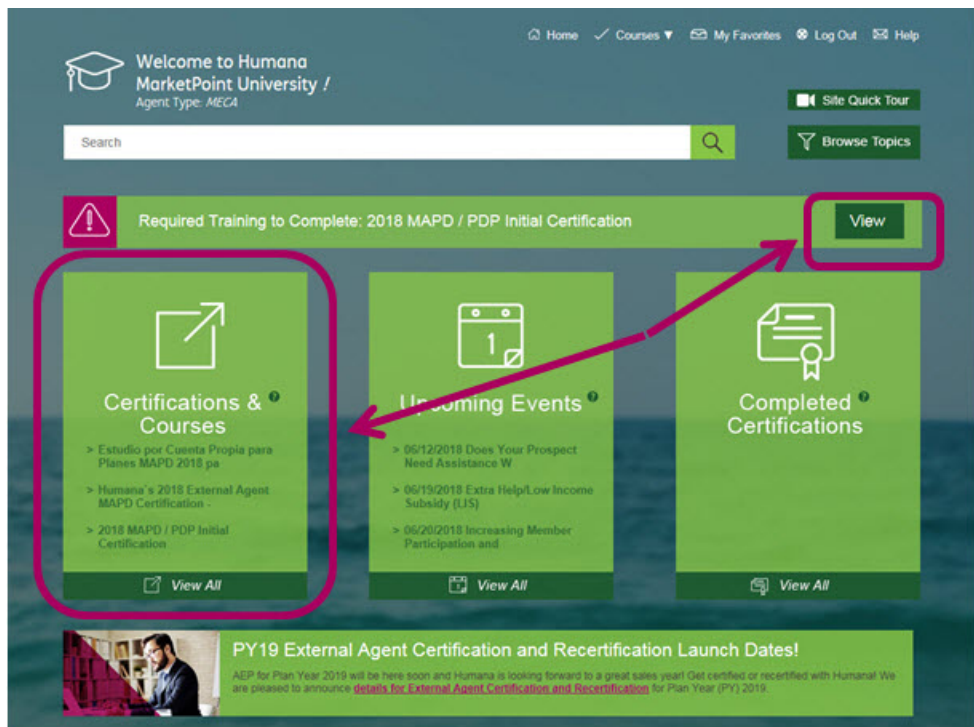 Home Courses ▼ My Favorites Log Out Help
Welcome to Humana
MarketPoint University !
Agent Type: MECA
Site Quick Tour
Search
Browse Topics
Required Training to Complete: 2018 MAPD / PDP Initial Certification
View
Certifications &
Courses
> Estudio por Cuenta Propia para
Planes MAPD 2018 pa
> Humana's 2018 External Agent
MAPD Certification -
> 2018 MAPD / PDP Initial
Certification
View All
1
Upcoming Events
> 06/12/2018 Does Your Prospect
Need Assistance W
> 06/19/2018 Extra Help/Low Income
Subsidy (LIS)
> 06/20/2018 Increasing Member
Participation and
View All
Completed
Certifications
View All
PY19 External Agent Certification and Recertification Launch Dates!
AEP for Plan Year 2019 will be here soon and Humana is looking forward to a great sales year! Get certified or recertified with Humana! We
are pleased to announce details for External Agent Certification and Recertification for Plan Year (PY) 2019.